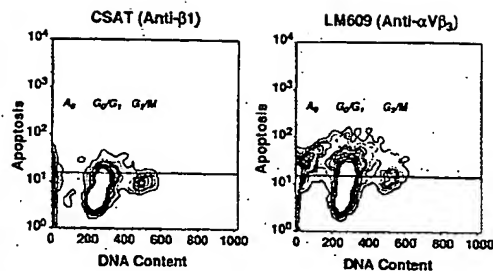 CSAT (Anti-β1)
10⁴
10³
10²
10¹
10⁰
Apoptosis
A₀ G₀/G₁ G₂/M
0 200 400 600 800 1000
DNA Content
LM609 (Anti-αVβ₃)
10⁴
10³
10²
10¹
10⁰
Apoptosis
A₀ G₀/G₁ G₂/M
0 200 400 600 800 1000
DNA Content